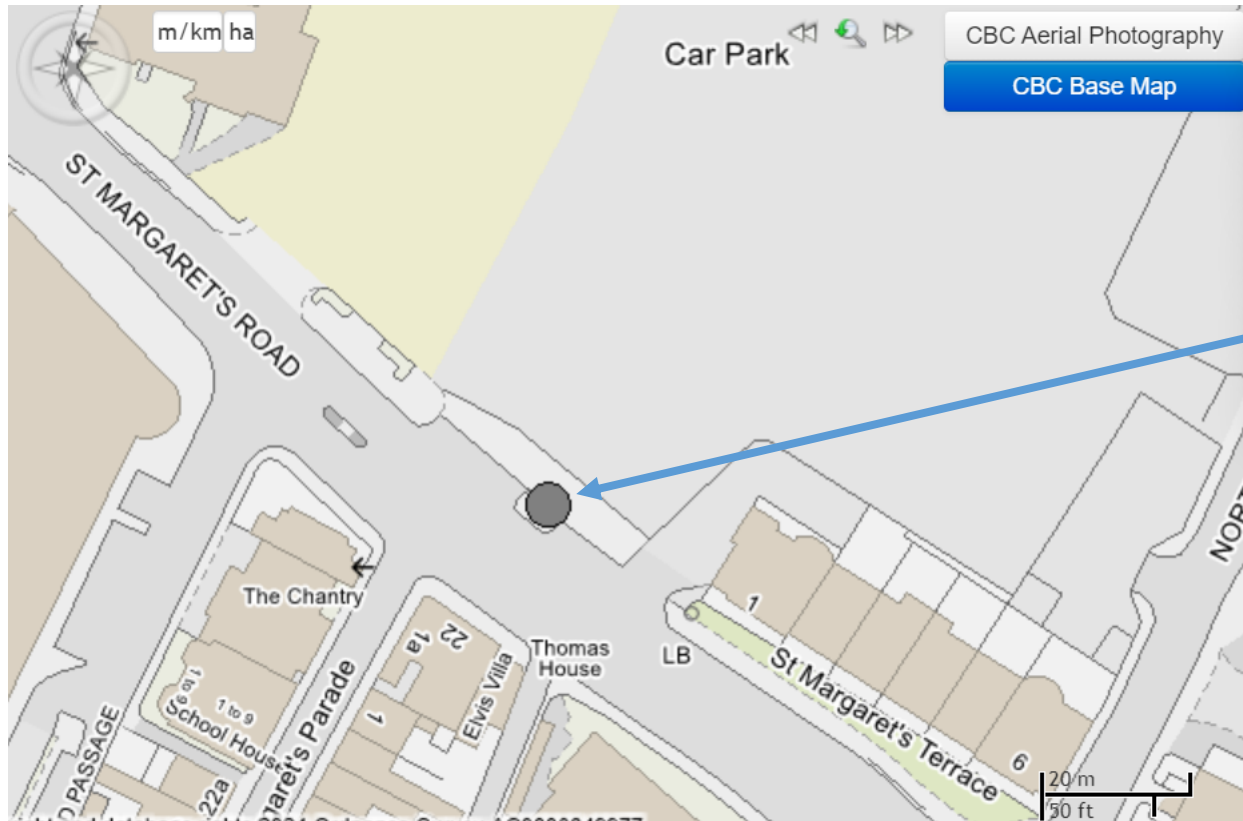 m/km ha
Car Park
CBC Aerial Photography
CBC Base Map
ST MARGARET'S ROAD
The Chantry
Thomas
House
LB
1
St Margaret's Terrace
6
22
1a
Elvis Villa
1
1 to 9
1 to 9
School House
22a
PASSAGE
Parade
20 m
50 ft